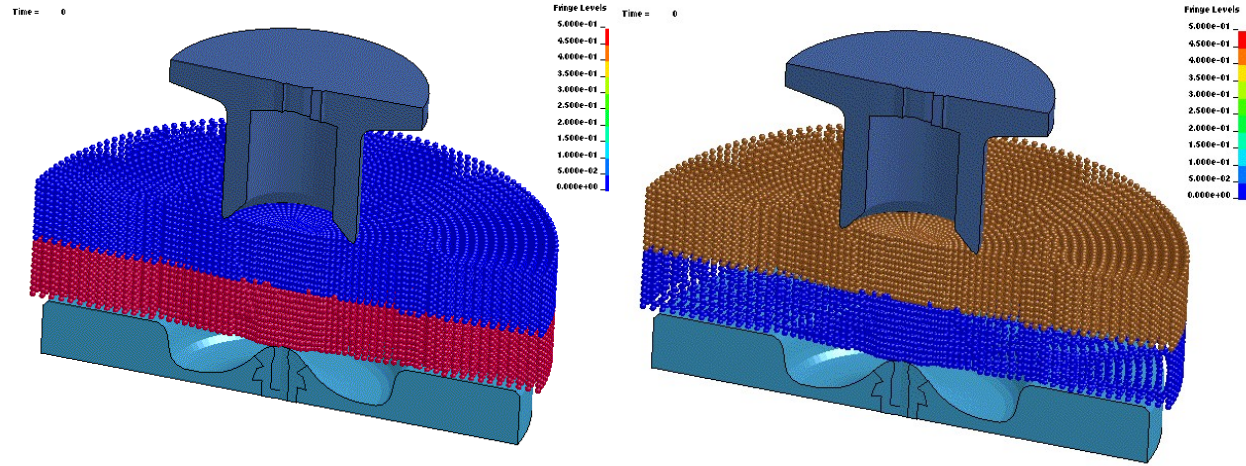 Time = 0
Fringe Levels
5.000e-01
4.500e-01
4.000e-01
3.500e-01
3.000e-01
2.500e-01
2.000e-01
1.500e-01
1.000e-01
5.000e-02
0.000e+00
Time = 0
Fringe Levels
5.000e-01
4.500e-01
4.000e-01
3.500e-01
3.000e-01
2.500e-01
2.000e-01
1.500e-01
1.000e-01
5.000e-02
0.000e+00